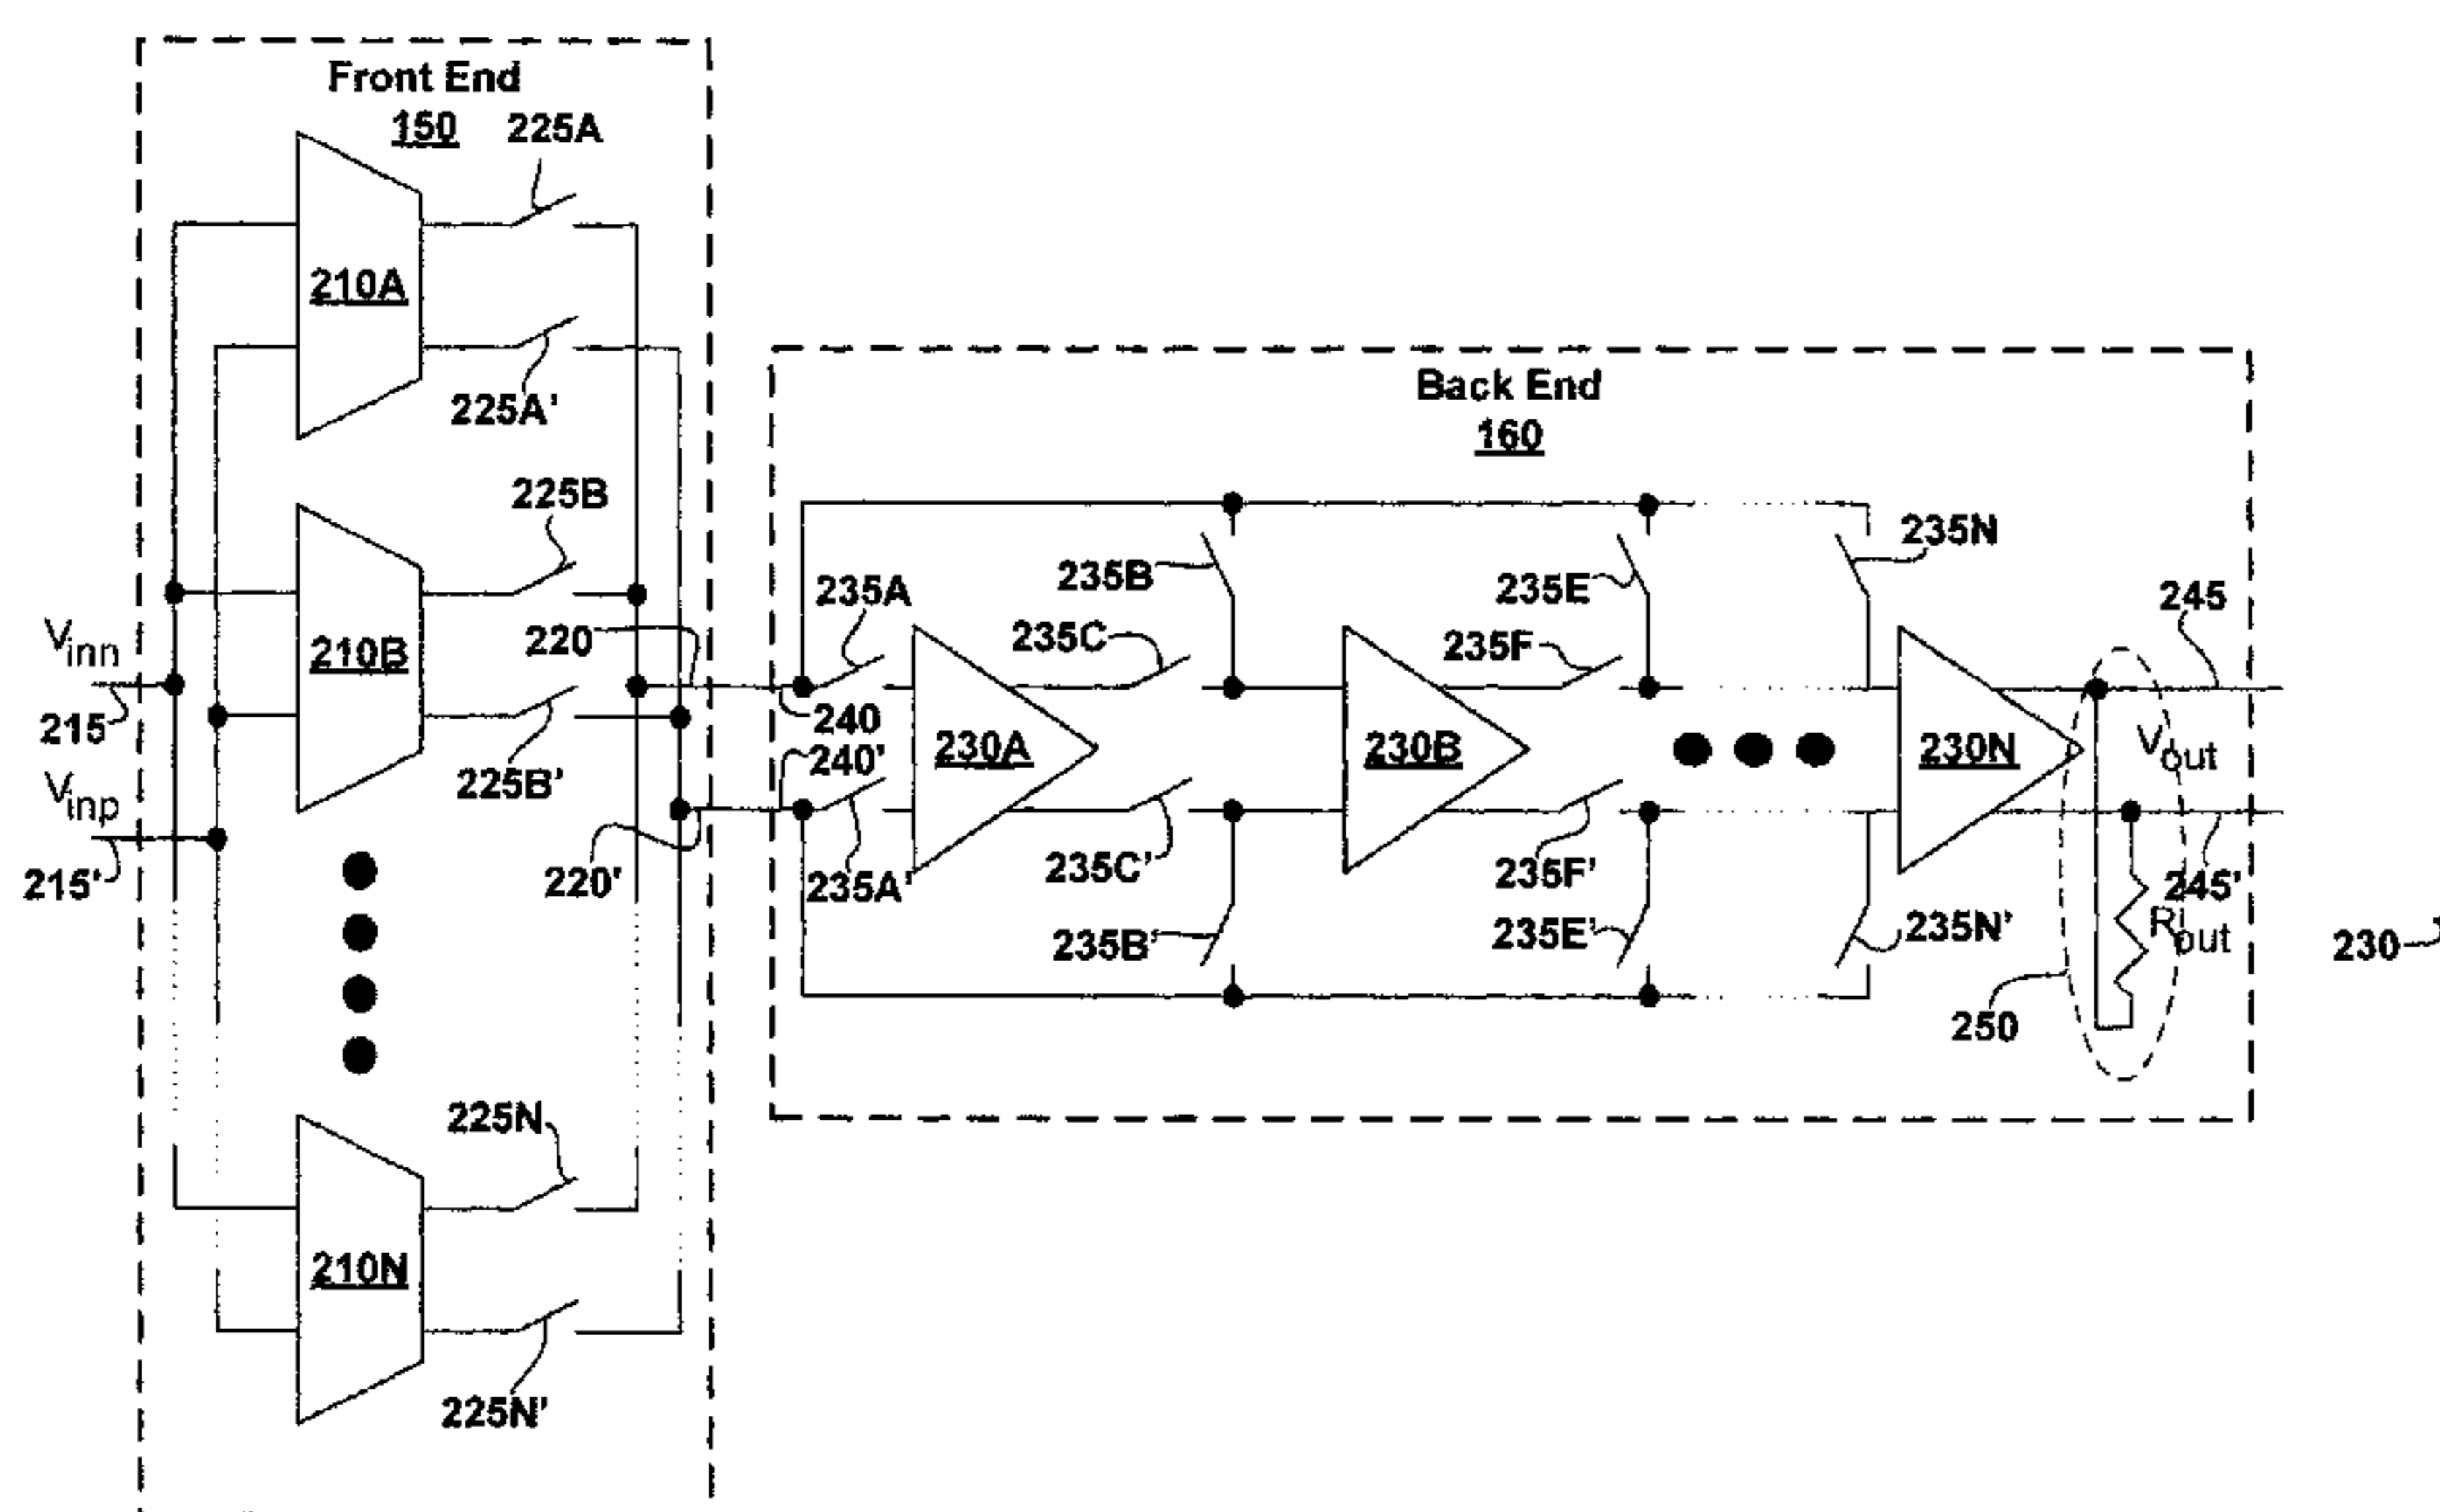 Front End
150
225A
210A
225A'
225B
210B
225B'
Vinn
215
Vinp
215'
220
220'
225N
210N
225N'
Back End
160
235A
240
240'
235A'
230A
235B
235C
235C'
235B'
230B
235E
235F
235F'
235E'
235N
230N
235N'
245
Vout
245'
Rout
250
230